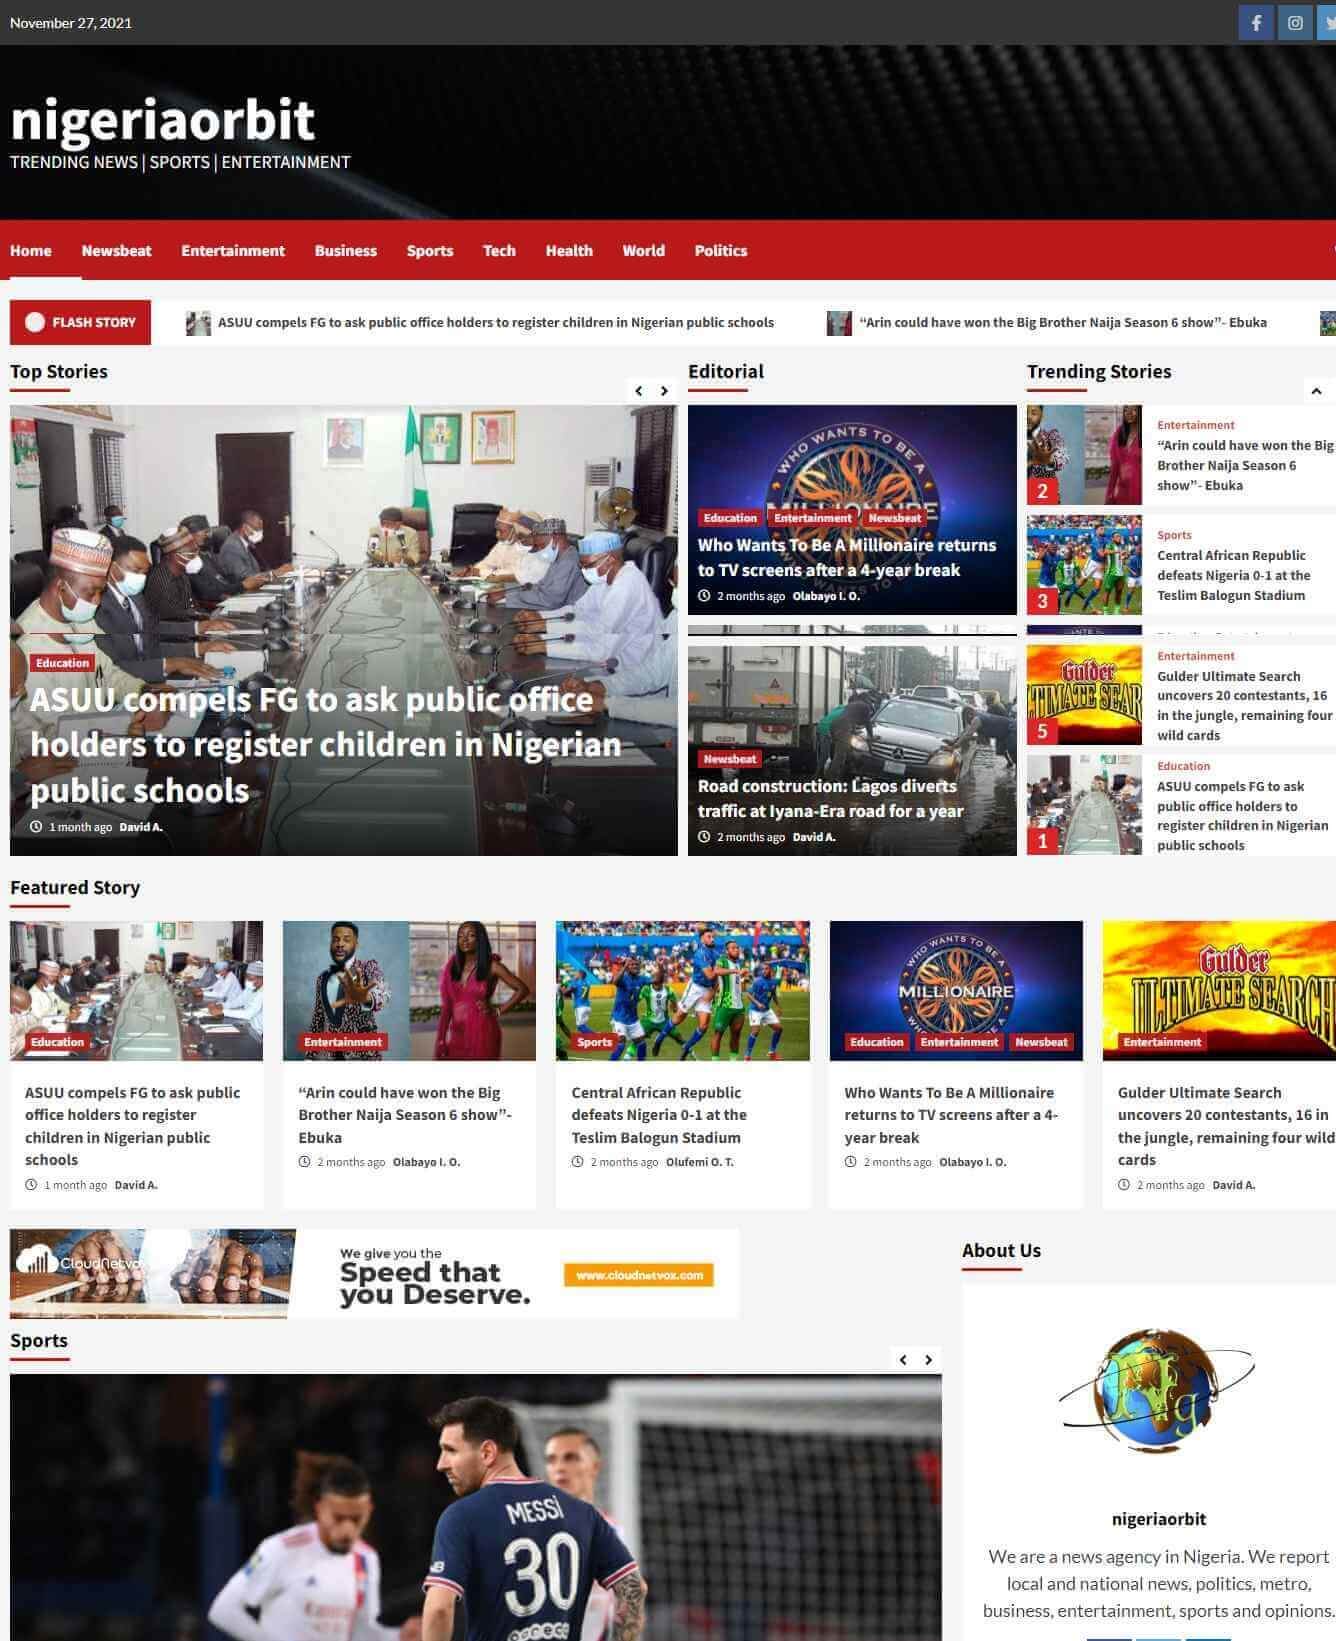 November 27, 2021
nigeriaorbit
TRENDING NEWS | SPORTS | ENTERTAINMENT
Home Newsbeat Entertainment Business Sports Tech Health World Politics
FLASH STORY
ASUU compels FG to ask public office holders to register children in Nigerian public schools
“Arin could have won the Big Brother Naija Season 6 show”- Ebuka
Top Stories
Education
ASUU compels FG to ask public office
holders to register children in Nigerian
public schools
1 month ago David A.
Editorial
WHO WANTS TO BE A
MILLIONAIRE
Education Entertainment Newsbeat
Who Wants To Be A Millionaire returns
to TV screens after a 4-year break
2 months ago Olabayo I. O.
Newsbeat
Road construction: Lagos diverts
traffic at Iyana-Era road for a year
2 months ago David A.
Trending Stories
2
Entertainment
“Arin could have won the Big
Brother Naija Season 6
show”- Ebuka
3
Sports
Central African Republic
defeats Nigeria 0-1 at the
Teslim Balogun Stadium
Gulder
5
Entertainment
Gulder Ultimate Search
uncovers 20 contestants, 16
in the jungle, remaining four
wild cards
1
Education
ASUU compels FG to ask
public office holders to
register children in Nigerian
public schools
Featured Story
Education
ASUU compels FG to ask public
office holders to register
children in Nigerian public
schools
1 month ago David A.
Entertainment
“Arin could have won the Big
Brother Naija Season 6 show”-
Ebuka
2 months ago Olabayo I. O.
Sports
Central African Republic
defeats Nigeria 0-1 at the
Teslim Balogun Stadium
2 months ago Olufemi O. T.
WHO WANTS TO BE A
MILLIONAIRE
Education Entertainment Newsbeat
Who Wants To Be A Millionaire
returns to TV screens after a 4-
year break
2 months ago Olabayo I. O.
Gulder
ULTIMATE SEARCH
Entertainment
Gulder Ultimate Search
uncovers 20 contestants, 16 in
the jungle, remaining four wild
cards
2 months ago David A.
CloudNetvox
We give you the
Speed that
you Deserve.
www.cloudnetvox.com
Sports
MESSI
30
About Us
Ng
nigeriaorbit
We are a news agency in Nigeria. We report
local and national news, politics, metro,
business, entertainment, sports and opinions.